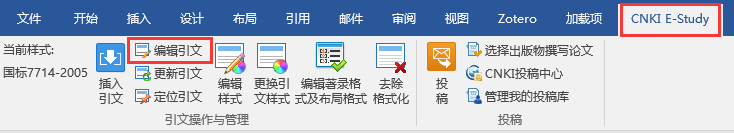 文件 开始 插入 设计 布局 引用 邮件 审阅 视图 Zotero 加载项 CNKI E-Study
当前样式:
国标7714-2005
插入
引文
编辑引文
更新引文
定位引文
编辑
样式
更换引
文样式
编辑著录格
式及布局格式
去除
格式化
引文操作与管理
投
稿
选择出版物撰写论文
CNKI投稿中心
管理我的投稿库
投稿